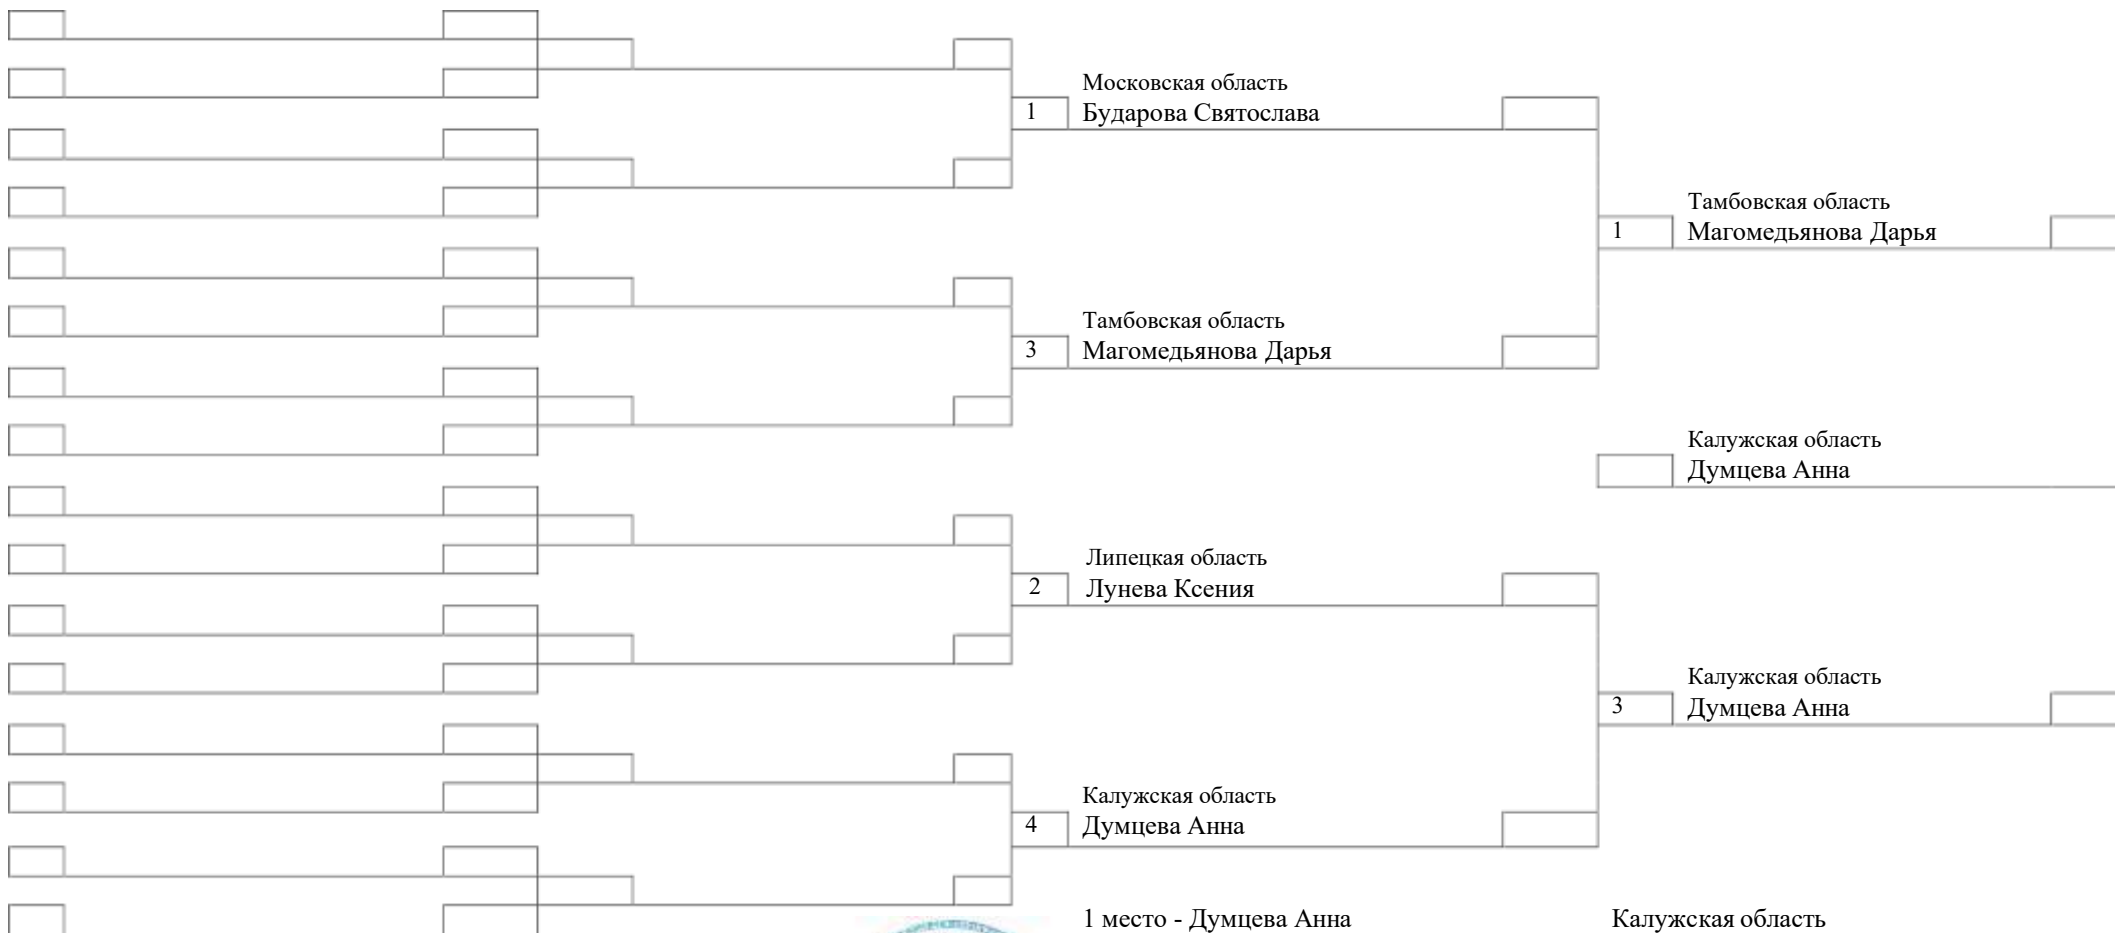 Московская область
1 Бударова Святослава
Тамбовская область
1 Магомедьянова Дарья
Тамбовская область
3 Магомедьянова Дарья
Калужская область
Думцева Анна
Липецкая область
2 Лунева Ксения
Калужская область
3 Думцева Анна
Калужская область
4 Думцева Анна
1 место - Думцева Анна Калужская область